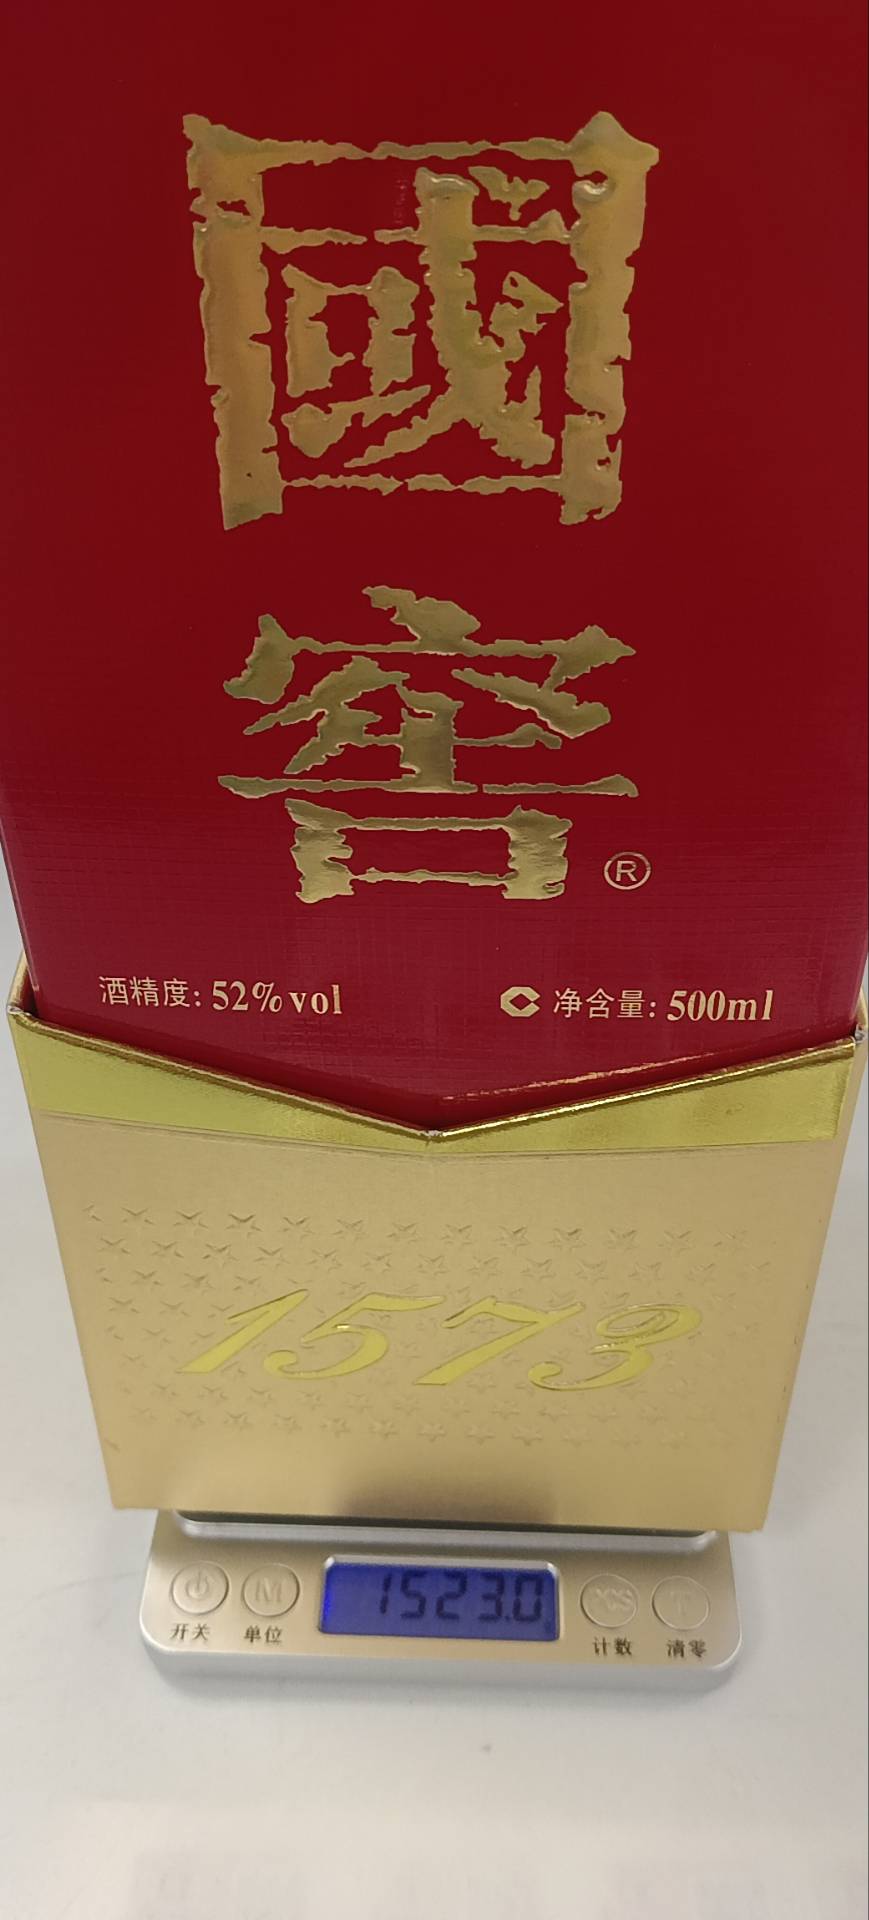 國
窖
®
酒精度: 52%vol
净含量: 500ml
1573
1523.0
M
T
开关
单位
计数
清零